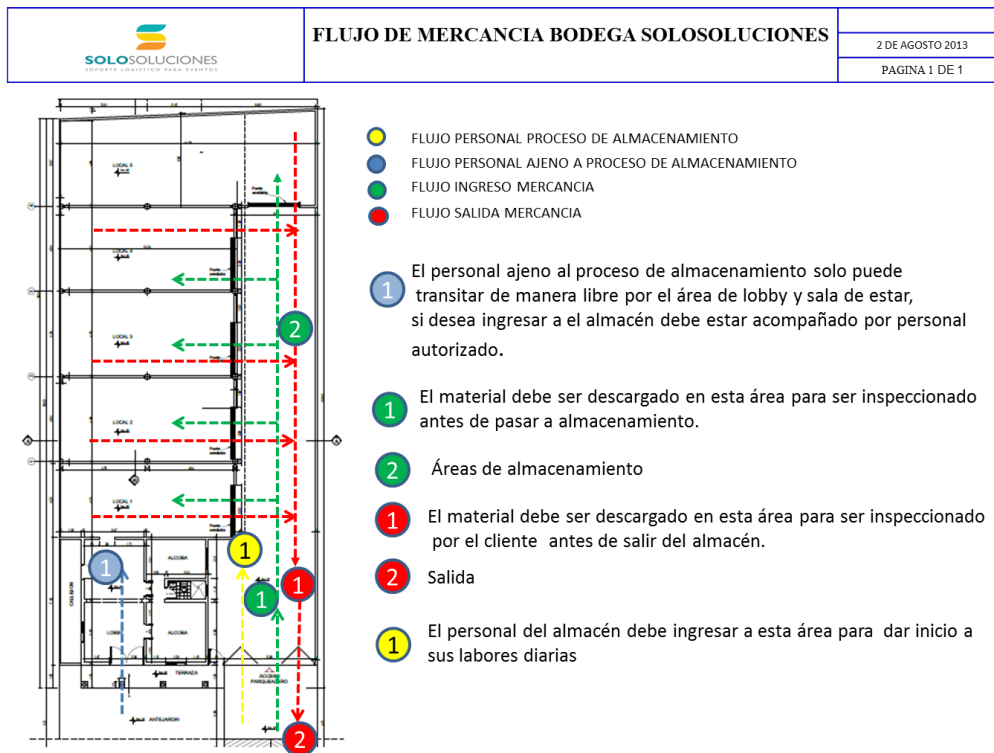 SOLOSOLUCIONES
SOPORTE LOGISTICO PARA EVENTOS
FLUJO DE MERCANCIA BODEGA SOLOSOLUCIONES
2 DE AGOSTO 2013
PAGINA 1 DE 1
FLUJO PERSONAL PROCESO DE ALMACENAMIENTO
FLUJO PERSONAL AJENO A PROCESO DE ALMACENAMIENTO
FLUJO INGRESO MERCANCIA
FLUJO SALIDA MERCANCIA
1 El personal ajeno al proceso de almacenamiento solo puede
transitar de manera libre por el área de lobby y sala de estar,
si desea ingresar a el almacén debe estar acompañado por personal
autorizado.
1 El material debe ser descargado en esta área para ser inspeccionado
antes de pasar a almacenamiento.
2 Áreas de almacenamiento
1 El material debe ser descargado en esta área para ser inspeccionado
por el cliente antes de salir del almacén.
2 Salida
1 El personal del almacén debe ingresar a esta área para dar inicio a
sus labores diarias
LOCAL 5
LOCAL 4
2
LOCAL 3
LOCAL 2
LOCAL 1
1
ALCOBA
1
1
1
CALLEJON
LOBBY
ALCOBA
TERRAZA
ACCESO
PARQUEADERO
ANTEJARDIN
2